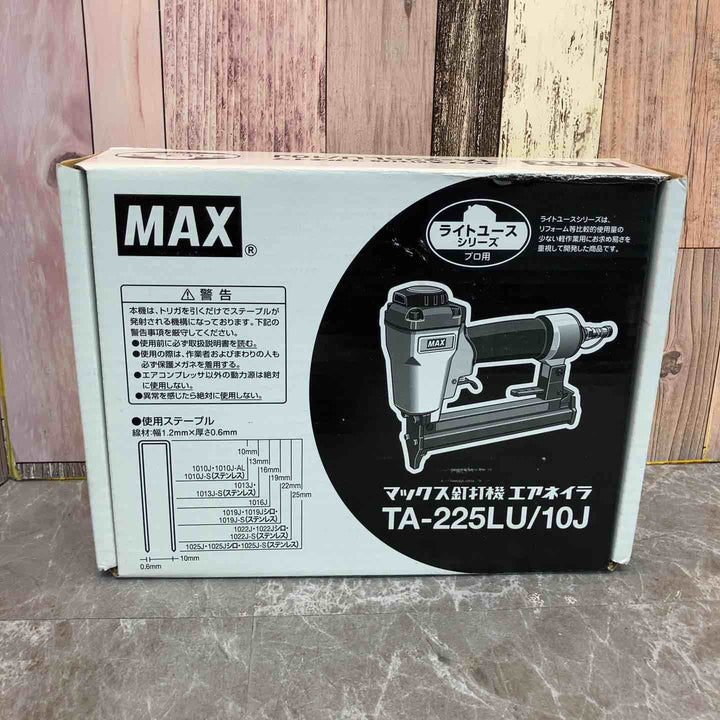 MAX®
⚠警告
本機は、トリガを引くだけでステープルが
発射される機構になっております。下記の
警告事項を厳守してください。
●使用前に必ず取扱説明書を読む。
●使用の際は、作業者およびまわりの人も
必ず保護メガネを着用する。
●エアコンプレッサ以外の動力源は絶対
に使用しない。
●異常を感じたら絶対に使用しない。
●使用ステープル
線材:幅1.2mm×厚さ0.6mm
10mm
13mm
16mm
19mm
22mm
25mm
1010J・1010J-AL
1010J-S(ステンレス)
1013J・
1013J-S(ステンレス)
1016J
1019J・1019Jシロ・
1019J-S(ステンレス)
1022J・1022Jシロ・
1022J-S(ステンレス)
1025J・1025Jシロ・1025J-S(ステンレス)
0.6mm
10mm
ライトユース
シリーズ
プロ用
ライトユースシリーズは、
リフォーム等比較的使用量の
少ない軽作業用にお求め易さを
重視して開発した商品です。
MAX
マックス釘打機 エアネイラ
TA-225LU/10J